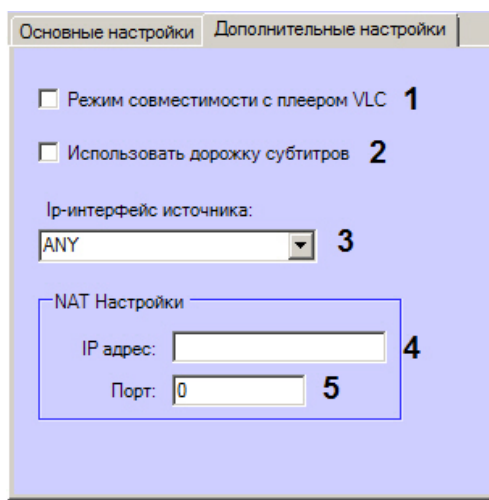 Основные настройки Дополнительные настройки
Режим совместимости с плеером VLC 1
Использовать дорожку субтитров 2
Ip-интерфейс источника:
ANY 3
NAT Настройки
IP адрес: 4
Порт: 0 5